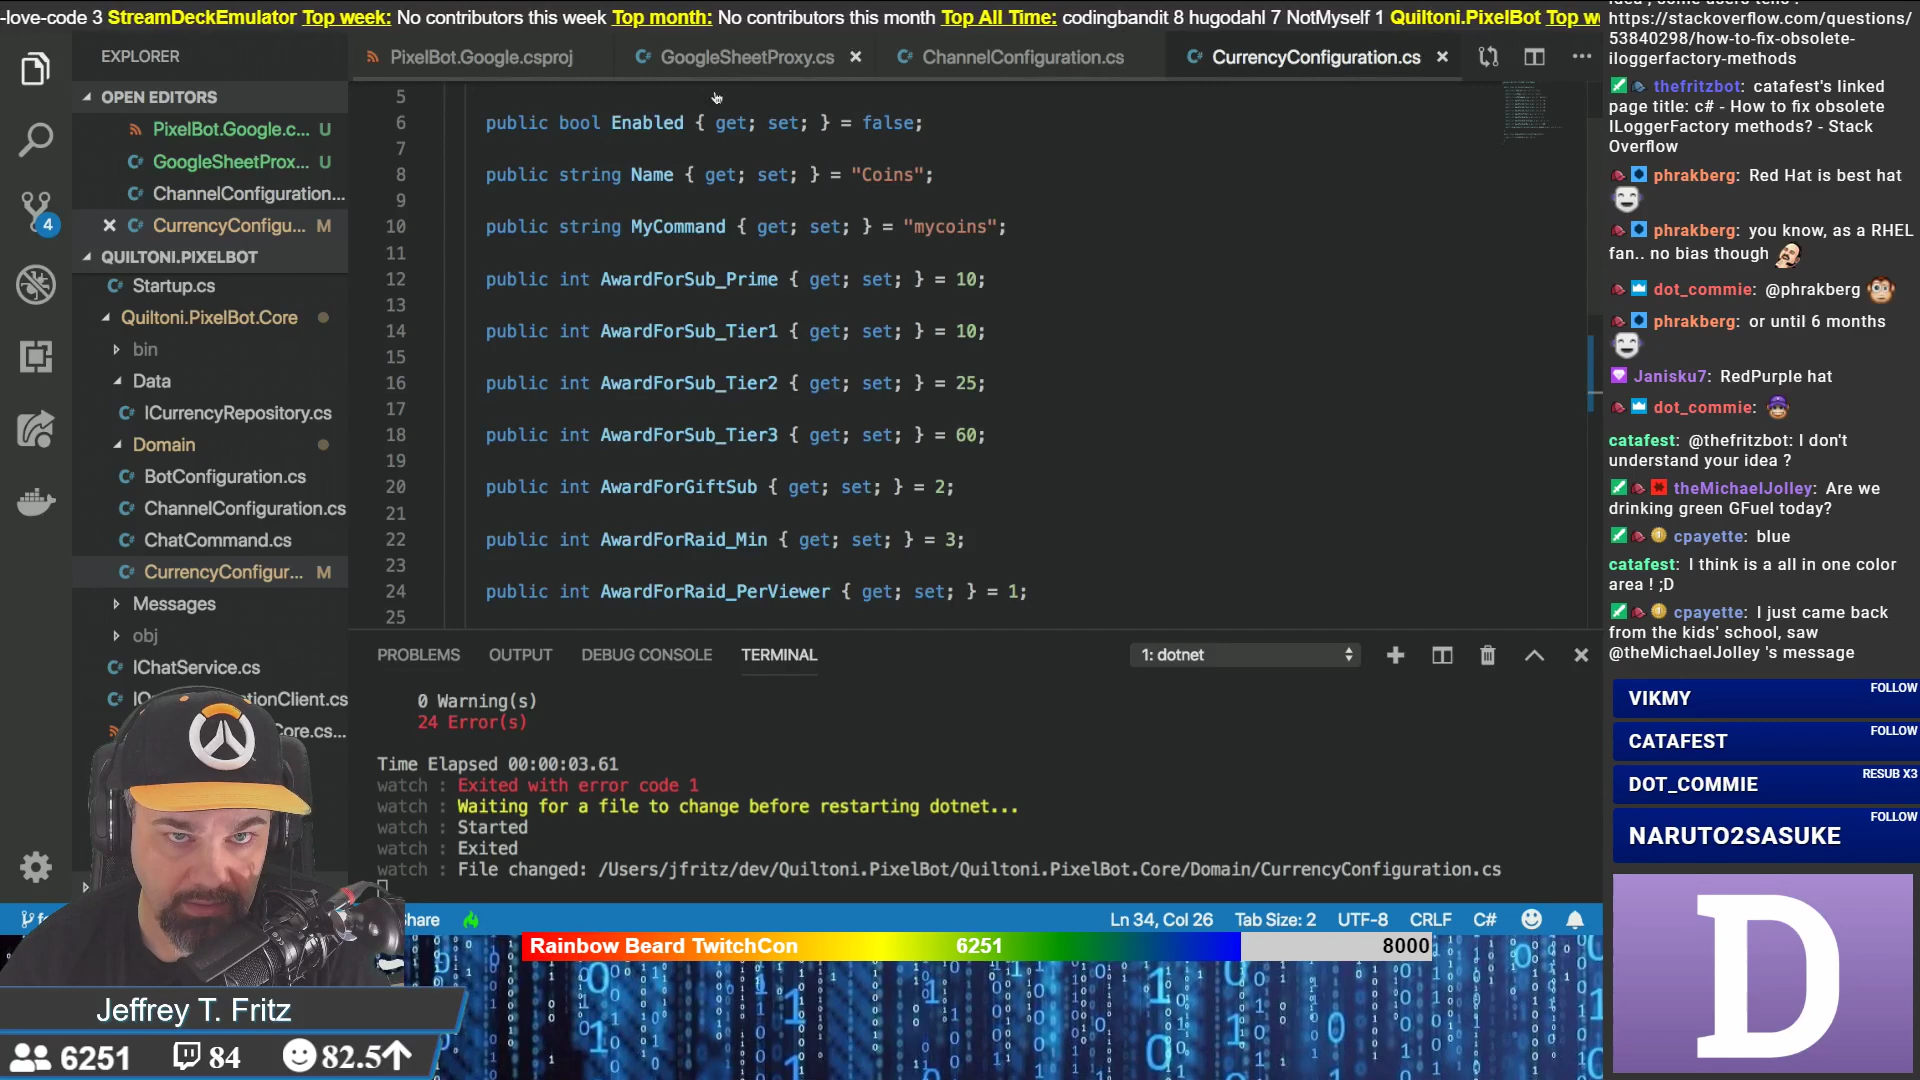 -love-code 3 StreamDeckEmulator Top week: No contributors this week Top month: No contributors this month Top All Time: codingbandit 8 hugodahl 7 NotMyself 1 Quiltoni.PixelBot Top we
EXPLORER
OPEN EDITORS
PixelBot.Google.c... U
GoogleSheetProx... U
ChannelConfiguration...
CurrencyConfigu... M
QUILTONI.PIXELBOT
Startup.cs
Quiltoni.PixelBot.Core
bin
Data
ICurrencyRepository.cs
Domain
BotConfiguration.cs
ChannelConfiguration.cs
ChatCommand.cs
CurrencyConfigur... M
Messages
obj
IChatService.cs
ionClient.cs
ore.cs...
4
PixelBot.Google.csproj
GoogleSheetProxy.cs
ChannelConfiguration.cs
CurrencyConfiguration.cs
5
6 public bool Enabled { get; set; } = false;
7
8 public string Name { get; set; } = "Coins";
9
10 public string MyCommand { get; set; } = "mycoins";
11
12 public int AwardForSub_Prime { get; set; } = 10;
13
14 public int AwardForSub_Tier1 { get; set; } = 10;
15
16 public int AwardForSub_Tier2 { get; set; } = 25;
17
18 public int AwardForSub_Tier3 { get; set; } = 60;
19
20 public int AwardForGiftSub { get; set; } = 2;
21
22 public int AwardForRaid_Min { get; set; } = 3;
23
24 public int AwardForRaid_PerViewer { get; set; } = 1;
25
PROBLEMS OUTPUT DEBUG CONSOLE TERMINAL 1: dotnet
0 Warning(s)
24 Error(s)
Time Elapsed 00:00:03.61
watch : Exited with error code 1
watch : Waiting for a file to change before restarting dotnet...
watch : Started
watch : Exited
watch : File changed: /Users/jfritz/dev/Quiltoni.PixelBot/Quiltoni.PixelBot.Core/Domain/CurrencyConfiguration.cs
hare Ln 34, Col 26 Tab Size: 2 UTF-8 CRLF C#
Rainbow Beard TwitchCon 6251 8000
Jeffrey T. Fritz
6251 84 82.5
https://stackoverflow.com/questions/
53840298/how-to-fix-obsolete-
iloggerfactory-methods
thefritzbot: catafest's linked
page title: c# - How to fix obsolete
ILoggerFactory methods? - Stack
Overflow
phrakberg: Red Hat is best hat
phrakberg: you know, as a RHEL
fan.. no bias though
dot_commie: @phrakberg
phrakberg: or until 6 months
Janisku7: RedPurple hat
dot_commie:
catafest: @thefritzbot: I don't
understand your idea ?
theMichaelJolley: Are we
drinking green GFuel today?
cpayette: blue
catafest: I think is a all in one color
area ! ;D
cpayette: I just came back
from the kids' school, saw
@theMichaelJolley 's message
VIKMY FOLLOW
CATAFEST FOLLOW
DOT_COMMIE RESUB X3
NARUTO2SASUKE FOLLOW
D